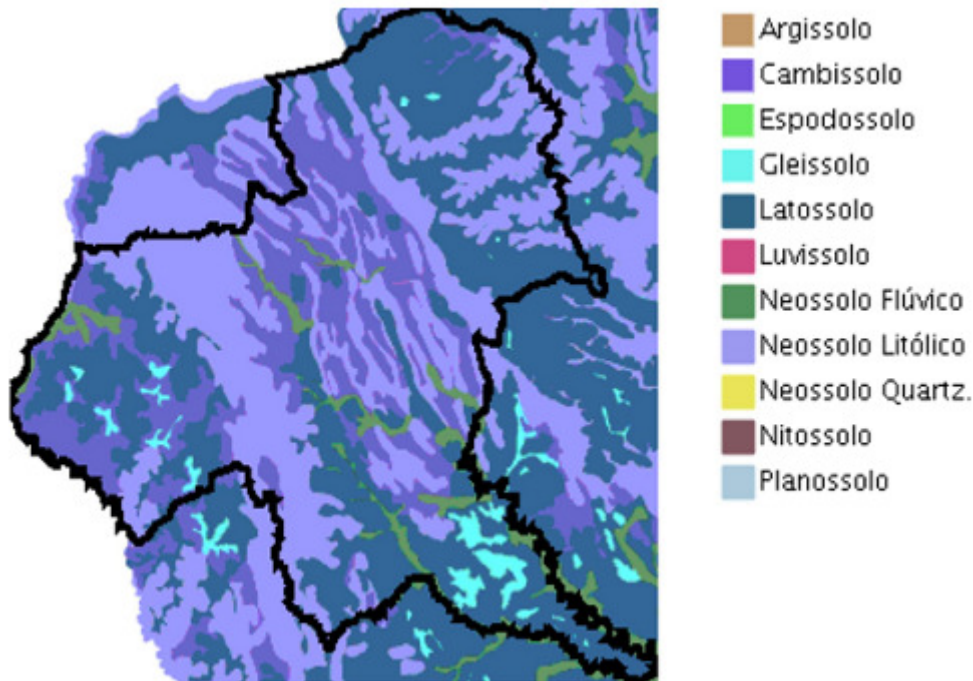 Argissolo
Cambissolo
Espodossolo
Gleissolo
Latossolo
Luvissolo
Neossolo Flúvico
Neossolo Litólico
Neossolo Quartz.
Nitossolo
Planossolo